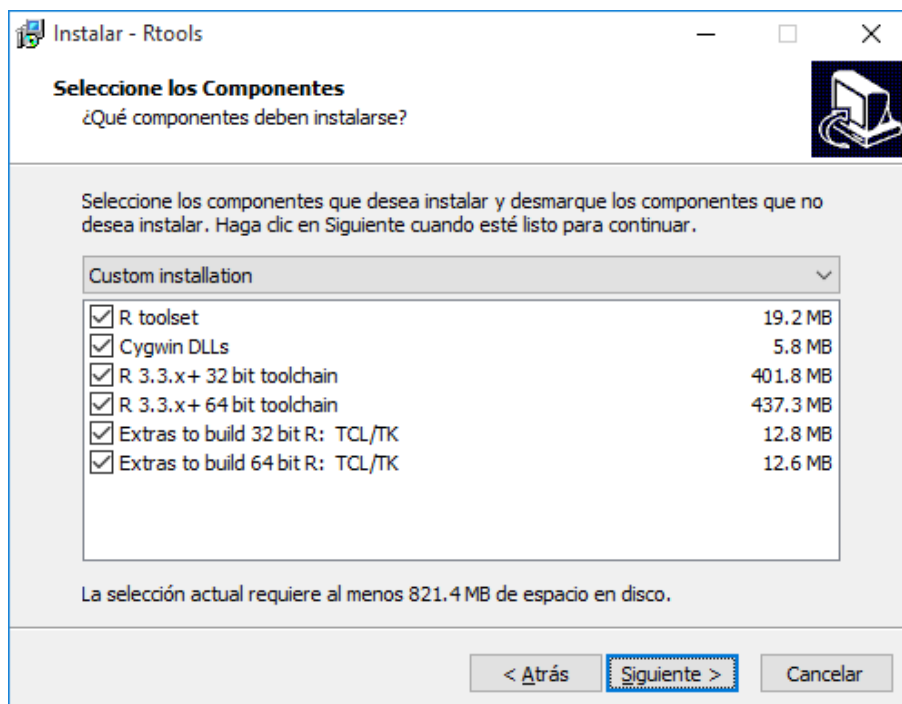 Instalar - Rtools
Seleccione los Componentes
¿Qué componentes deben instalarse?
Seleccione los componentes que desea instalar y desmarque los componentes que no
desea instalar. Haga clic en Siguiente cuando esté listo para continuar.
Custom installation
R toolset 19.2 MB
Cygwin DLLs 5.8 MB
R 3.3.x+ 32 bit toolchain 401.8 MB
R 3.3.x+ 64 bit toolchain 437.3 MB
Extras to build 32 bit R: TCL/TK 12.8 MB
Extras to build 64 bit R: TCL/TK 12.6 MB
La selección actual requiere al menos 821.4 MB de espacio en disco.
< Atrás Siguiente > Cancelar